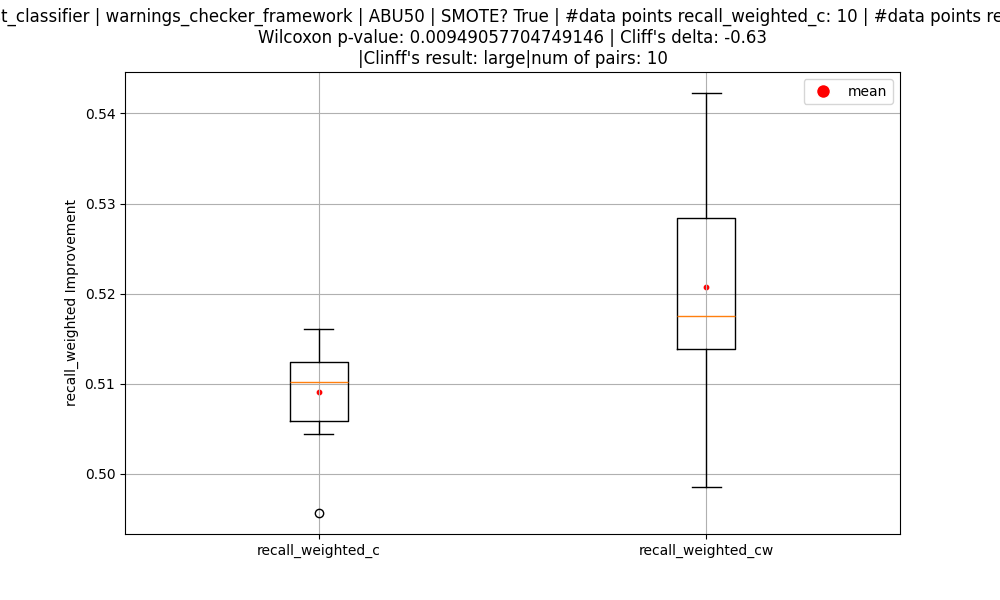 t_classifier | warnings_checker_framework | ABU50 | SMOTE? True | #data points recall_weighted_c: 10 | #data points re
Wilcoxon p-value: 0.00949057704749146 | Cliff's delta: -0.63
|Clinff's result: large|num of pairs: 10
mean
0.54
0.53
0.52
0.51
0.50
recall_weighted Improvement
recall_weighted_c
recall_weighted_cw